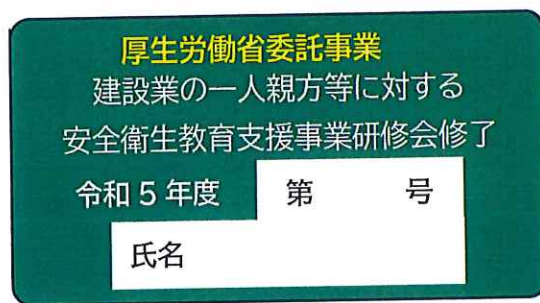 厚生労働省委託事業
建設業の一人親方等に対する
安全衛生教育支援事業研修会修了
令和5年度 第 号
氏名